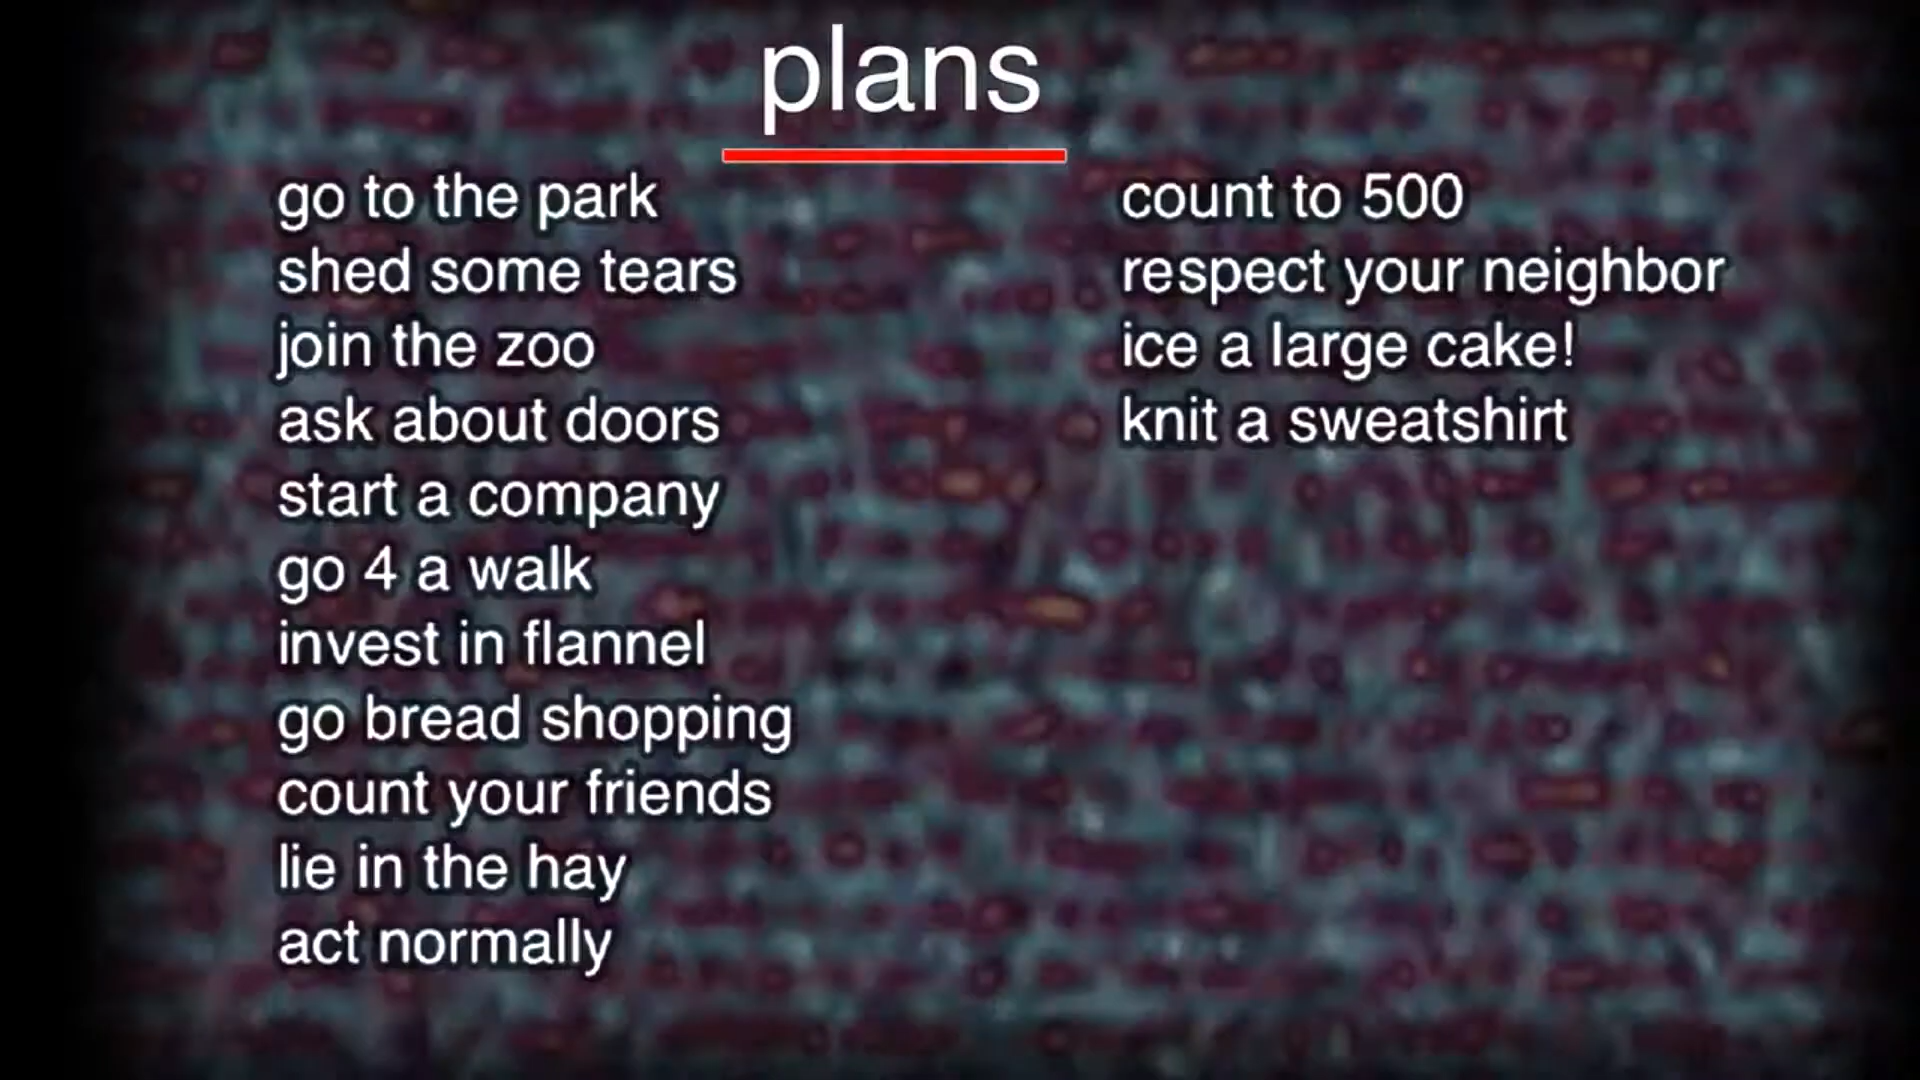 plans
go to the park
shed some tears
join the zoo
ask about doors
start a company
go 4 a walk
invest in flannel
go bread shopping
count your friends
lie in the hay
act normally
count to 500
respect your neighbor
ice a large cake!
knit a sweatshirt